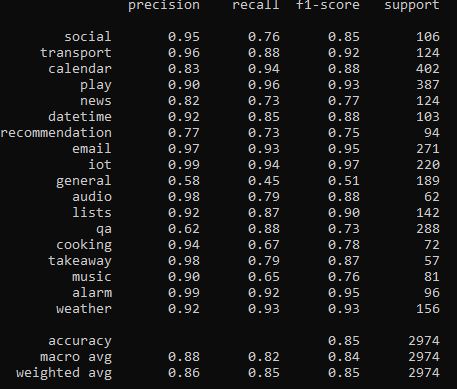 precision recall f1-score support
social 0.95 0.76 0.85 106
transport 0.96 0.88 0.92 124
calendar 0.83 0.94 0.88 402
play 0.90 0.96 0.93 387
news 0.82 0.73 0.77 124
datetime 0.92 0.85 0.88 103
recommendation 0.77 0.73 0.75 94
email 0.97 0.93 0.95 271
iot 0.99 0.94 0.97 220
general 0.58 0.45 0.51 189
audio 0.98 0.79 0.88 62
lists 0.92 0.87 0.90 142
qa 0.62 0.88 0.73 288
cooking 0.94 0.67 0.78 72
takeaway 0.98 0.79 0.87 57
music 0.90 0.65 0.76 81
alarm 0.99 0.92 0.95 96
weather 0.92 0.93 0.93 156
accuracy 0.85 2974
macro avg 0.88 0.82 0.84 2974
weighted avg 0.86 0.85 0.85 2974